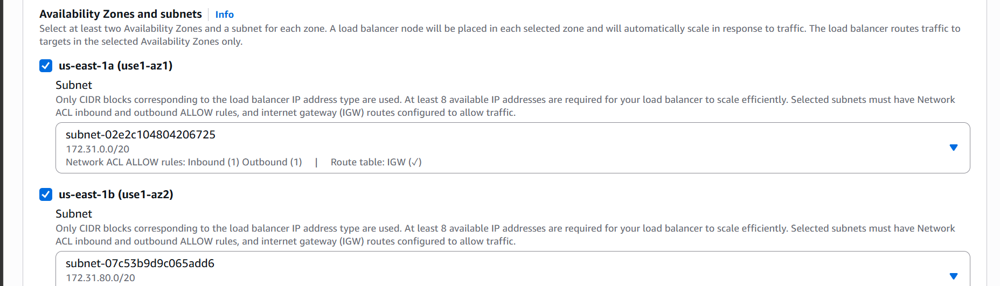 Availability Zones and subnets | Info
Select at least two Availability Zones and a subnet for each zone. A load balancer node will be placed in each selected zone and will automatically scale in response to traffic. The load balancer routes traffic to
targets in the selected Availability Zones only.
us-east-1a (use1-az1)
Subnet
Only CIDR blocks corresponding to the load balancer IP address type are used. At least 8 available IP addresses are required for your load balancer to scale efficiently. Selected subnets must have Network
ACL inbound and outbound ALLOW rules, and internet gateway (IGW) routes configured to allow traffic.
subnet-02e2c104804206725
172.31.0.0/20
Network ACL ALLOW rules: Inbound (1) Outbound (1) | Route table: IGW (✓)
us-east-1b (use1-az2)
Subnet
Only CIDR blocks corresponding to the load balancer IP address type are used. At least 8 available IP addresses are required for your load balancer to scale efficiently. Selected subnets must have Network
ACL inbound and outbound ALLOW rules, and internet gateway (IGW) routes configured to allow traffic.
subnet-07c53b9d9c065add6
172.31.80.0/20